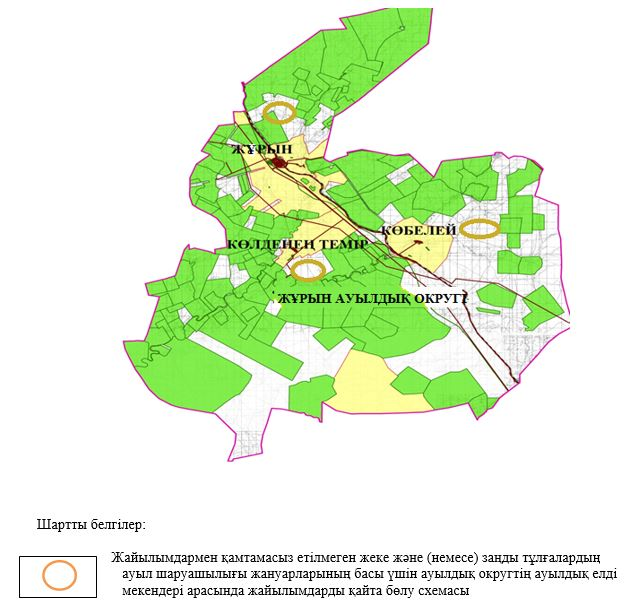 ЖҰРЫН
КӨБЕЛЕЙ
КӨЛДЕНЕҢ ТЕМІР
ЖҰРЫН АУЫЛДЫҚ ОКРУГІ
Шартты белгілер:
Жайылымдармен қамтамасыз етілмеген жеке және (немесе) заңды тұлғалардың
ауыл шаруашылығы жануарларының басы үшін ауылдық округтің ауылдық елді
мекендері арасында жайылымдарды қайта бөлу схемасы